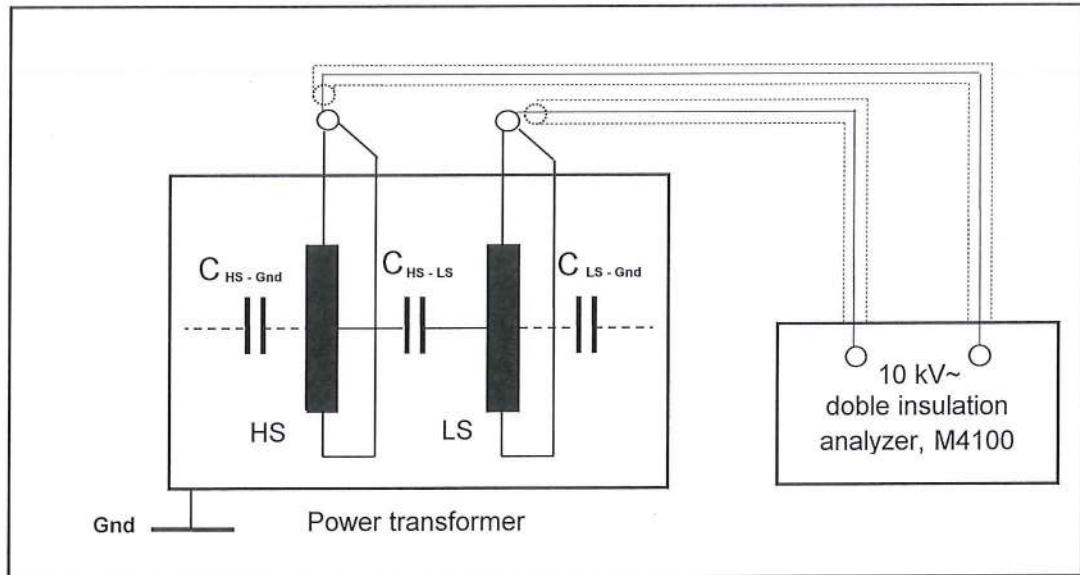 C HS - Gnd
C HS - LS
C LS - Gnd
HS
LS
10 kV~
doble insulation
analyzer, M4100
Gnd
Power transformer